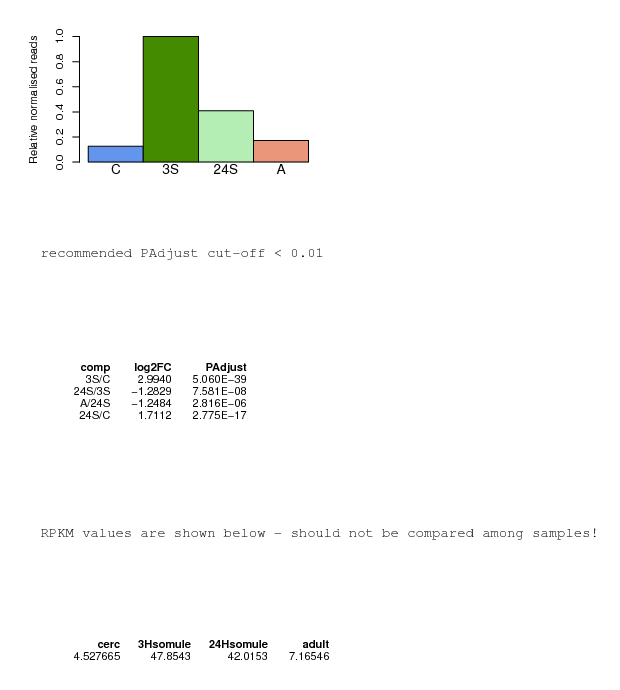 Relative normalised reads
1.0
0.8
0.6
0.4
0.2
0.0
C 3S 24S A
recommended PAdjust cut-off < 0.01
comp log2FC PAdjust
3S/C 2.9940 5.060E−39
24S/3S −1.2829 7.581E−08
A/24S −1.2484 2.816E−06
24S/C 1.7112 2.775E−17
RPKM values are shown below - should not be compared among samples!
cerc 3Hsomule 24Hsomule adult
4.527665 47.8543 42.0153 7.16546